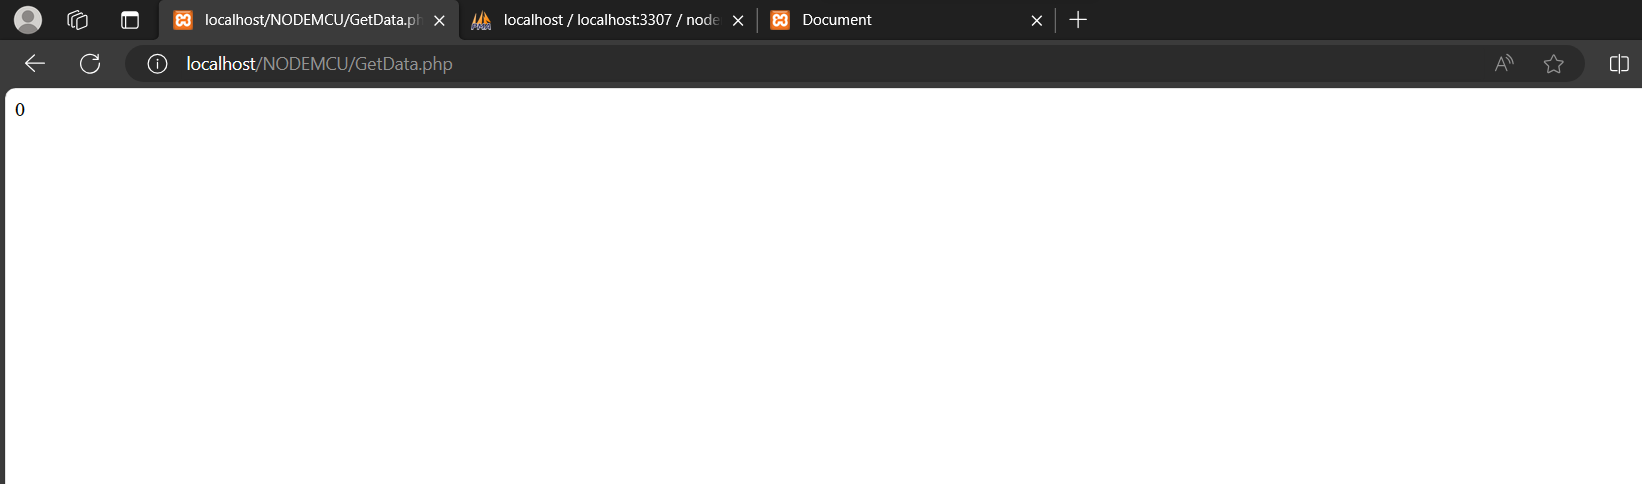 localhost/NODEMCU/GetData.ph
localhost / localhost:3307 / node
Document
localhost/NODEMCU/GetData.php
0